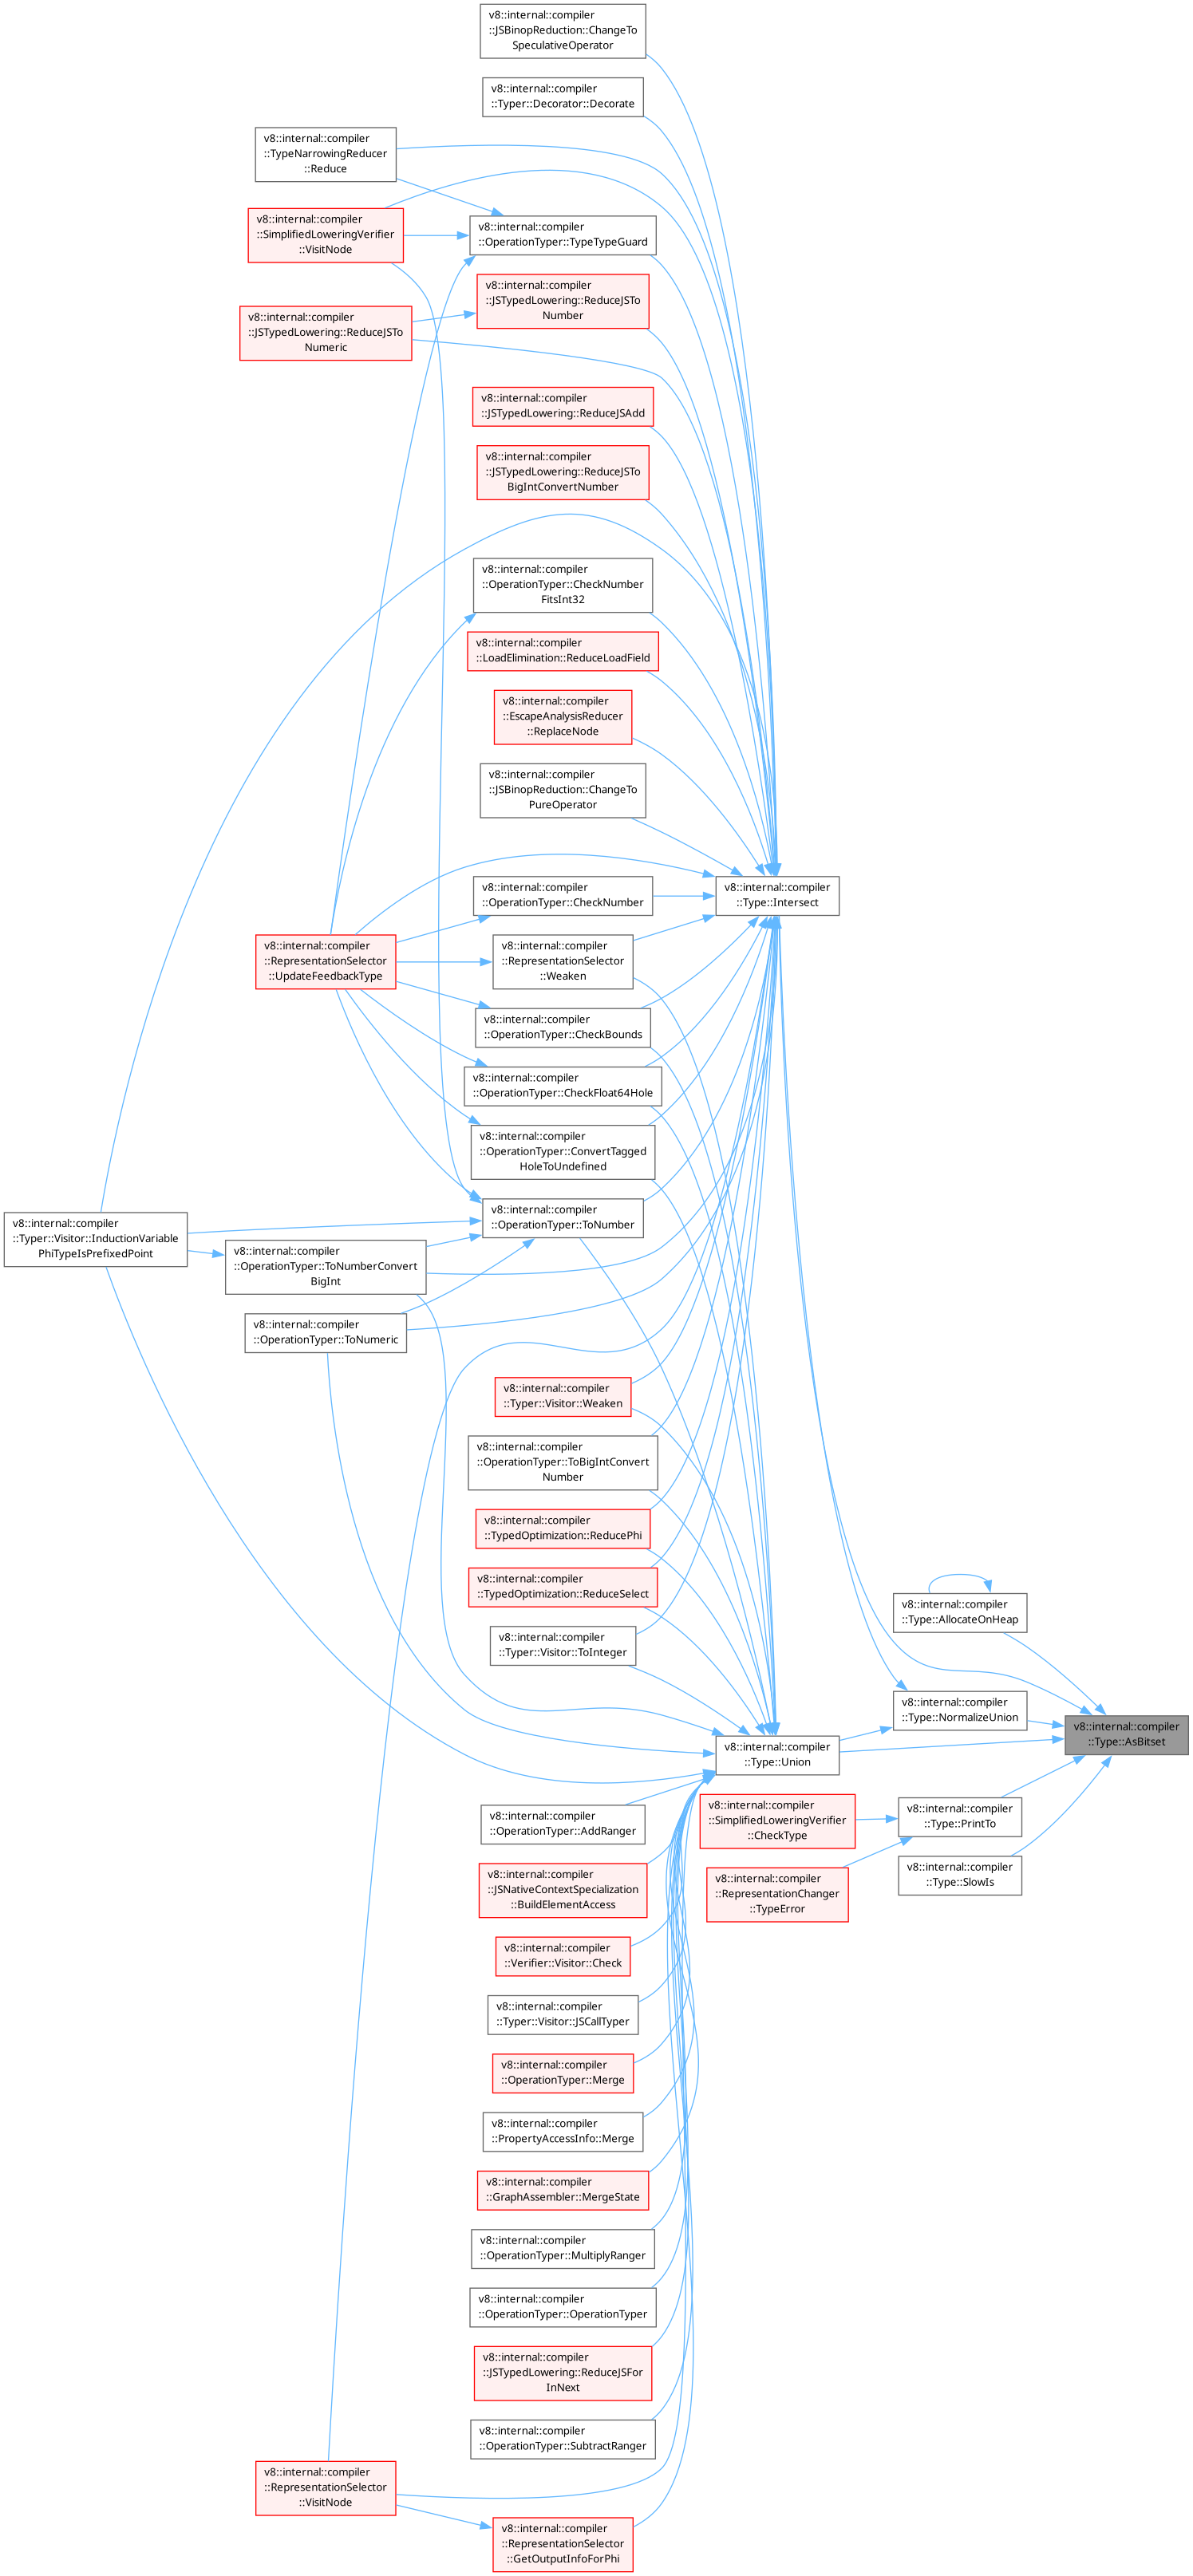 v8::internal::compiler
::JSBinopReduction::ChangeTo
SpeculativeOperator
v8::internal::compiler
::Typer::Decorator::Decorate
v8::internal::compiler
::TypeNarrowingReducer
::Reduce
v8::internal::compiler
::SimplifiedLoweringVerifier
::VisitNode
v8::internal::compiler
::OperationTyper::TypeTypeGuard
v8::internal::compiler
::JSTypedLowering::ReduceJSTo
Number
v8::internal::compiler
::JSTypedLowering::ReduceJSTo
Numeric
v8::internal::compiler
::JSTypedLowering::ReduceJSAdd
v8::internal::compiler
::JSTypedLowering::ReduceJSTo
BigIntConvertNumber
v8::internal::compiler
::OperationTyper::CheckNumber
FitsInt32
v8::internal::compiler
::LoadElimination::ReduceLoadField
v8::internal::compiler
::EscapeAnalysisReducer
::ReplaceNode
v8::internal::compiler
::JSBinopReduction::ChangeTo
PureOperator
v8::internal::compiler
::Type::Intersect
v8::internal::compiler
::OperationTyper::CheckNumber
v8::internal::compiler
::RepresentationSelector
::UpdateFeedbackType
v8::internal::compiler
::RepresentationSelector
::Weaken
v8::internal::compiler
::OperationTyper::CheckBounds
v8::internal::compiler
::OperationTyper::CheckFloat64Hole
v8::internal::compiler
::OperationTyper::ConvertTagged
HoleToUndefined
v8::internal::compiler
::OperationTyper::ToNumber
v8::internal::compiler
::Typer::Visitor::InductionVariable
PhiTypeIsPrefixedPoint
v8::internal::compiler
::OperationTyper::ToNumberConvert
BigInt
v8::internal::compiler
::OperationTyper::ToNumeric
v8::internal::compiler
::Typer::Visitor::Weaken
v8::internal::compiler
::OperationTyper::ToBigIntConvert
Number
v8::internal::compiler
::TypedOptimization::ReducePhi
v8::internal::compiler
::TypedOptimization::ReduceSelect
v8::internal::compiler
::Type::AllocateOnHeap
v8::internal::compiler
::Typer::Visitor::ToInteger
v8::internal::compiler
::Type::NormalizeUnion
v8::internal::compiler
::Type::AsBitset
v8::internal::compiler
::Type::Union
v8::internal::compiler
::OperationTyper::AddRanger
v8::internal::compiler
::SimplifiedLoweringVerifier
::CheckType
v8::internal::compiler
::Type::PrintTo
v8::internal::compiler
::Type::SlowIs
v8::internal::compiler
::JSNativeContextSpecialization
::BuildElementAccess
v8::internal::compiler
::RepresentationChanger
::TypeError
v8::internal::compiler
::Verifier::Visitor::Check
v8::internal::compiler
::Typer::Visitor::JSCallTyper
v8::internal::compiler
::OperationTyper::Merge
v8::internal::compiler
::PropertyAccessInfo::Merge
v8::internal::compiler
::GraphAssembler::MergeState
v8::internal::compiler
::OperationTyper::MultiplyRanger
v8::internal::compiler
::OperationTyper::OperationTyper
v8::internal::compiler
::JSTypedLowering::ReduceJSFor
InNext
v8::internal::compiler
::OperationTyper::SubtractRanger
v8::internal::compiler
::RepresentationSelector
::VisitNode
v8::internal::compiler
::RepresentationSelector
::GetOutputInfoForPhi